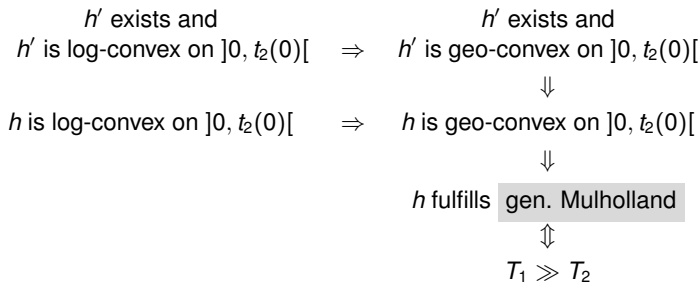 h′ exists and h′ exists and
h′ is log-convex on ]0, t₂(0)[ ⇒ h′ is geo-convex on ]0, t₂(0)[
⇓
h is log-convex on ]0, t₂(0)[ ⇒ h is geo-convex on ]0, t₂(0)[
⇓
h fulfills gen. Mulholland
⇕
T₁ ≫ T₂